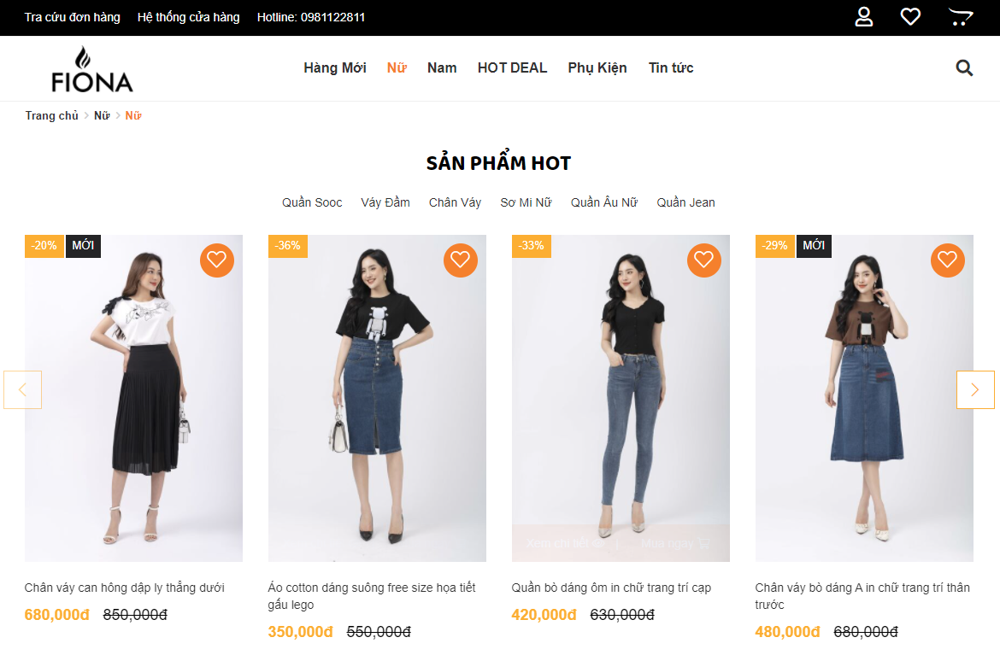 Tra cứu đơn hàng Hệ thống cửa hàng Hotline: 0981122811
FIONA
Hàng Mới Nữ Nam HOT DEAL Phụ Kiện Tin tức
Trang chủ > Nữ > Nữ
SẢN PHẨM HOT
Quần Sooc Váy Đầm Chân Váy Sơ Mi Nữ Quần Âu Nữ Quần Jean
-20% MỚI
-36%
-33%
-29% MỚI
Xem chi tiết | Mua ngay
Chân váy can hông dập ly thẳng dưới
680,000đ 850,000đ
Áo cotton dáng suông free size họa tiết
gấu lego
350,000đ 550,000đ
Quần bò dáng ôm in chữ trang trí cạp
420,000đ 630,000đ
Chân váy bò dáng A in chữ trang trí thân
trước
480,000đ 680,000đ